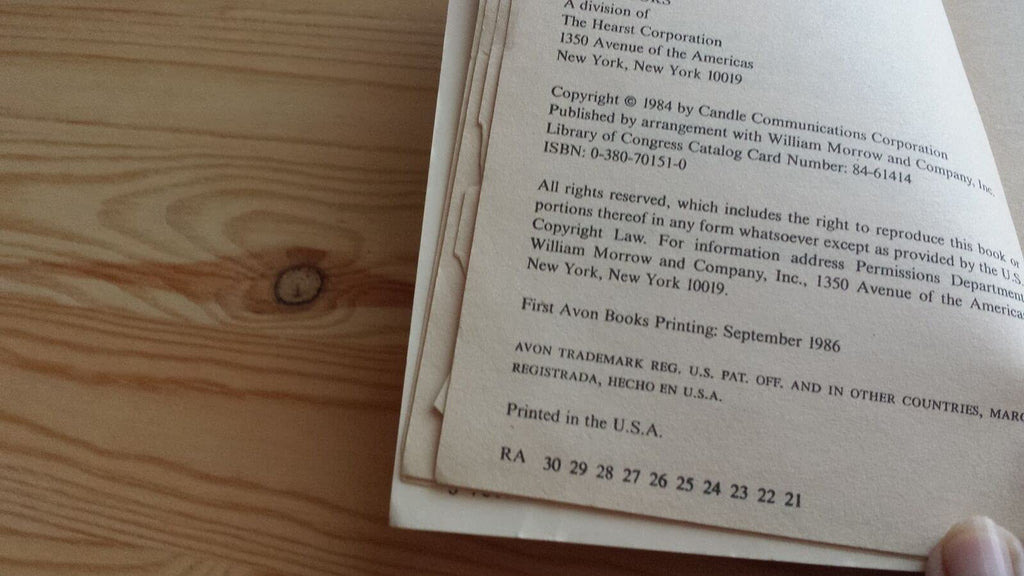 A division of
The Hearst Corporation
1350 Avenue of the Americas
New York, New York 10019
Copyright © 1984 by Candle Communications Corporation
Published by arrangement with William Morrow and Company, Inc.
Library of Congress Catalog Card Number: 84-61414
ISBN: 0-380-70151-0
All rights reserved, which includes the right to reproduce this book or
portions thereof in any form whatsoever except as provided by the U.S.
Copyright Law. For information address Permissions Department
William Morrow and Company, Inc., 1350 Avenue of the Americas
New York, New York 10019.
First Avon Books Printing: September 1986
AVON TRADEMARK REG. U.S. PAT. OFF. AND IN OTHER COUNTRIES, MARC
REGISTRADA, HECHO EN U.S.A.
Printed in the U.S.A.
RA 30 29 28 27 26 25 24 23 22 21